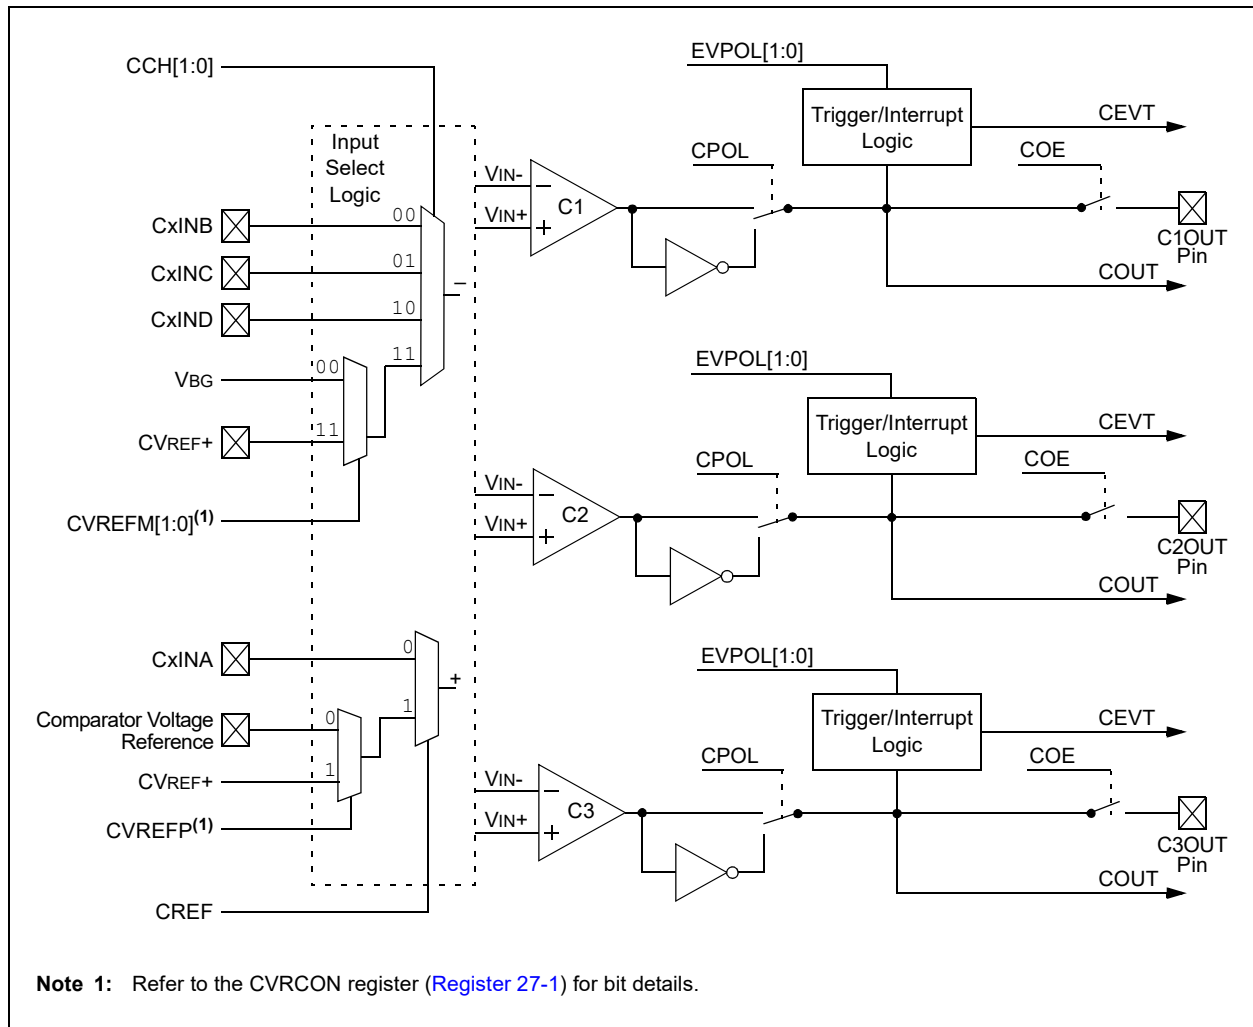 CCH[1:0]
Input
Select
Logic
CxINB
00
CxINC
01
CxIND
10
11
VBG
00
CVREF+
11
CVREFM[1:0](1)
–
CxINA
0
1
+
Comparator Voltage
Reference
0
CVREF+
1
CVREFP(1)
CREF
EVPOL[1:0]
Trigger/Interrupt
Logic
CEVT
CPOL
COE
VIN-
VIN+
–
+
C1
C1OUT
Pin
COUT
EVPOL[1:0]
Trigger/Interrupt
Logic
CEVT
CPOL
COE
VIN-
VIN+
–
+
C2
C2OUT
Pin
COUT
EVPOL[1:0]
Trigger/Interrupt
Logic
CEVT
CPOL
COE
VIN-
VIN+
–
+
C3
C3OUT
Pin
COUT
Note 1: Refer to the CVRCON register (Register 27-1) for bit details.